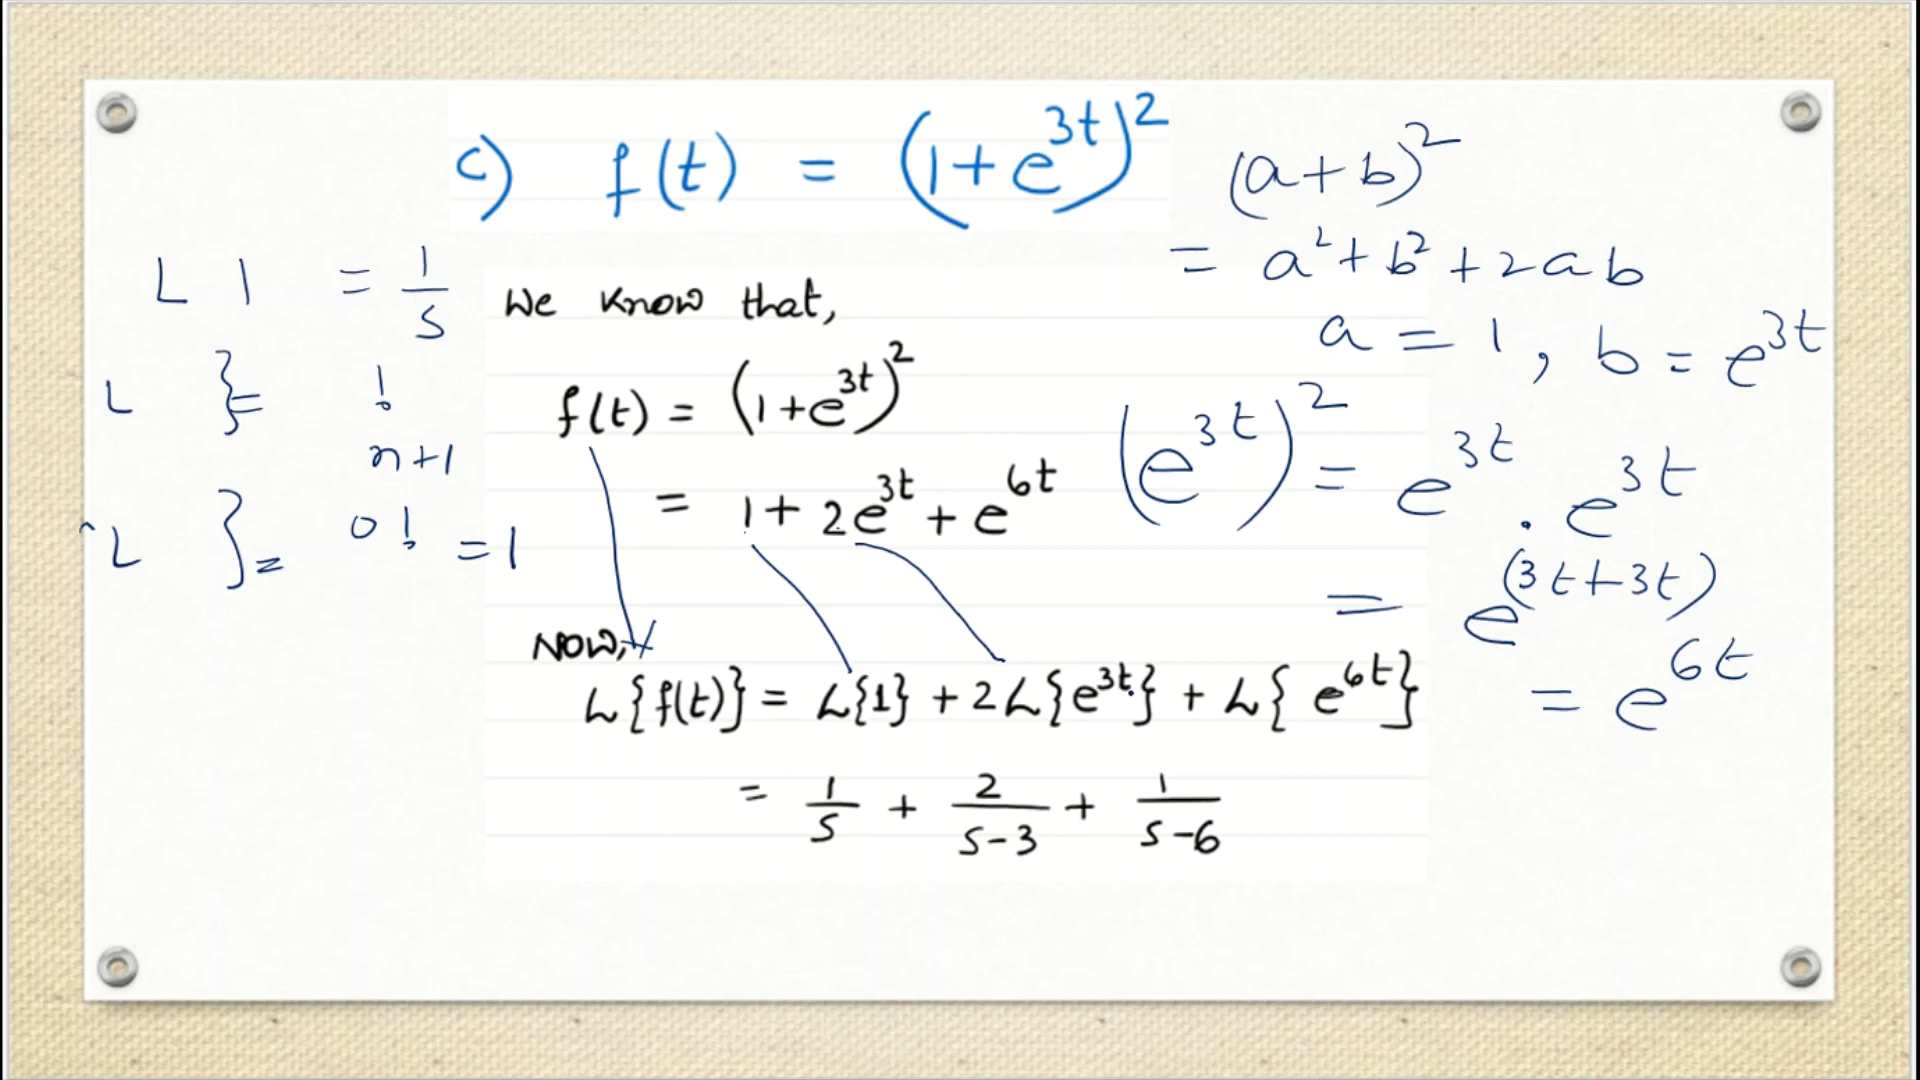 c) f(t) = (1+e^{3t})^2
(a+b)^2
= a^2+b^2+2ab
a = 1, b = e^{3t}
(e^{3t})^2 = e^{3t} . e^{3t}
= e^{(3t+3t)}
= e^{6t}
L 1 = 1/s
L } = !
n+1
L } = 0! = 1
We know that,
f(t) = (1+e^{3t})^2
= 1+2e^{3t}+e^{6t}
NOW,
L{f(t)} = L{1} + 2L{e^{3t}} + L{e^{6t}}
= 1/s + 2/(s-3) + 1/(s-6)